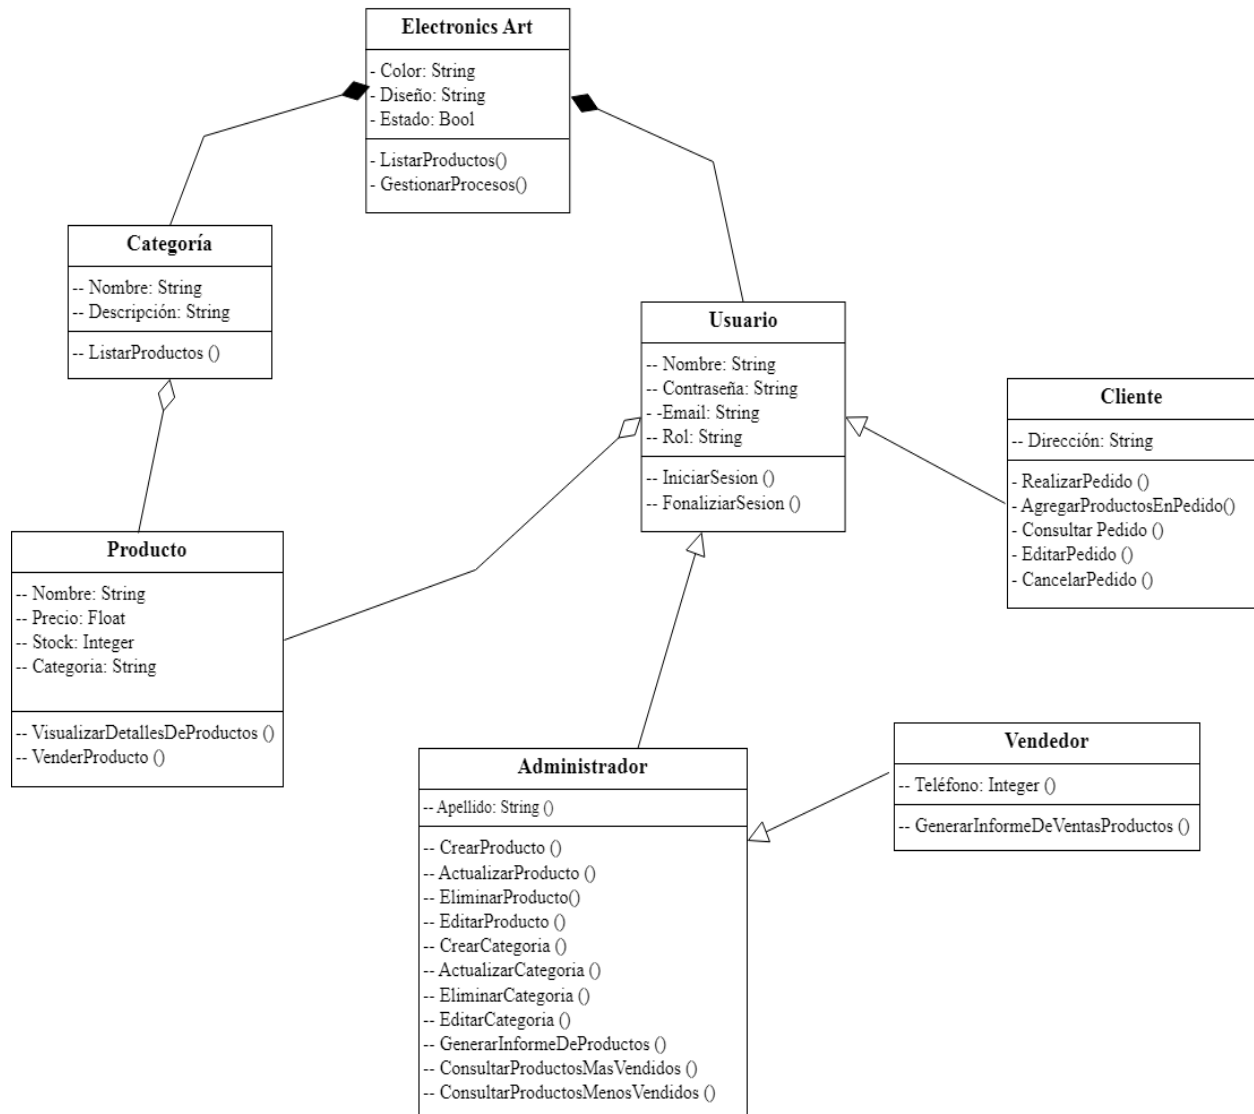 Electronics Art
- Color: String
- Diseño: String
- Estado: Bool
- ListarProductos()
- GestionarProcesos()
Categoría
-- Nombre: String
-- Descripción: String
-- ListarProductos ()
Usuario
-- Nombre: String
-- Contraseña: String
- -Email: String
-- Rol: String
-- IniciarSesion ()
-- FonaliziarSesion ()
Cliente
-- Dirección: String
- RealizarPedido ()
- AgregarProductosEnPedido()
- Consultar Pedido ()
- EditarPedido ()
- CancelarPedido ()
Producto
-- Nombre: String
-- Precio: Float
-- Stock: Integer
-- Categoria: String
-- VisualizarDetallesDeProductos ()
-- VenderProducto ()
Administrador
-- Apellido: String ()
-- CrearProducto ()
-- ActualizarProducto ()
-- EliminarProducto()
-- EditarProducto ()
-- CrearCategoria ()
-- ActualizarCategoria ()
-- EliminarCategoria ()
-- EditarCategoria ()
-- GenerarInformeDeProductos ()
-- ConsultarProductosMasVendidos ()
-- ConsultarProductosMenosVendidos ()
Vendedor
-- Teléfono: Integer ()
-- GenerarInformeDeVentasProductos ()